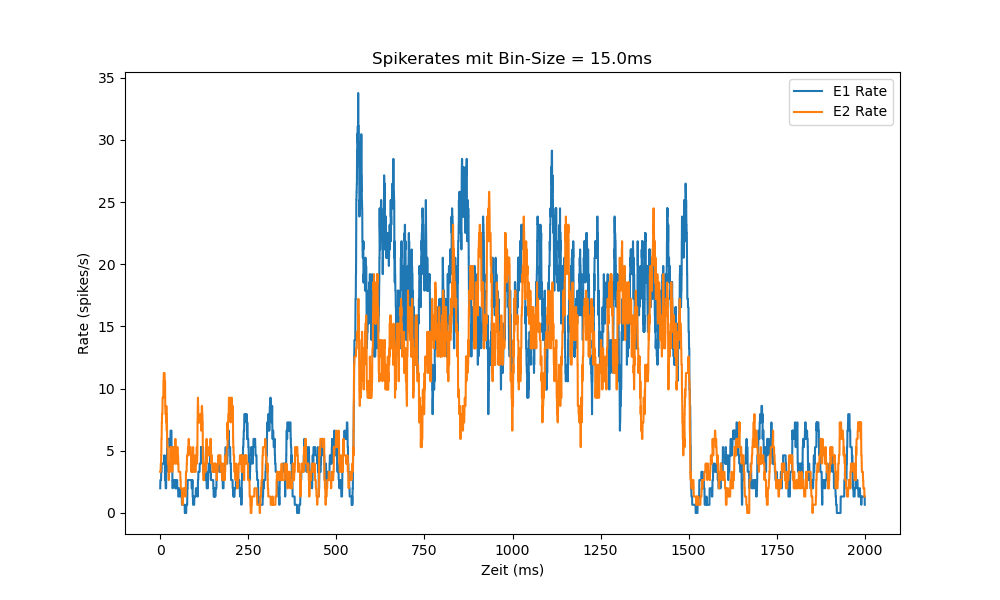 Spikerates mit Bin-Size = 15.0ms
E1 Rate
E2 Rate
Rate (spikes/s)
35
30
25
20
15
10
5
0
0 250 500 750 1000 1250 1500 1750 2000
Zeit (ms)